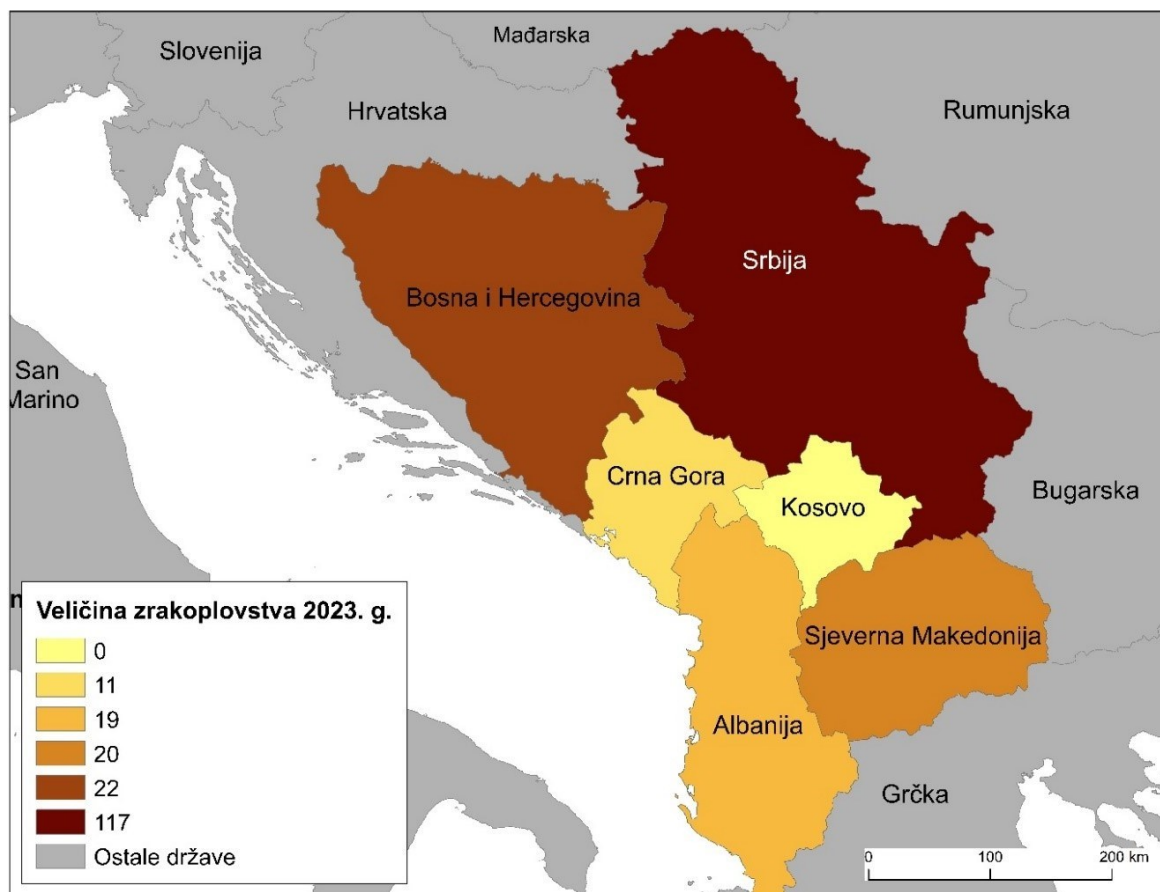 Slovenija
Mađarska
Hrvatska
Rumunjska
Srbija
Bosna i Hercegovina
San
Marino
Crna Gora
Kosovo
Bugarska
Sjeverna Makedonija
Albanija
Grčka
Veličina zrakoplovstva 2023. g.
0
11
19
20
22
117
Ostale države
0 100 200 km